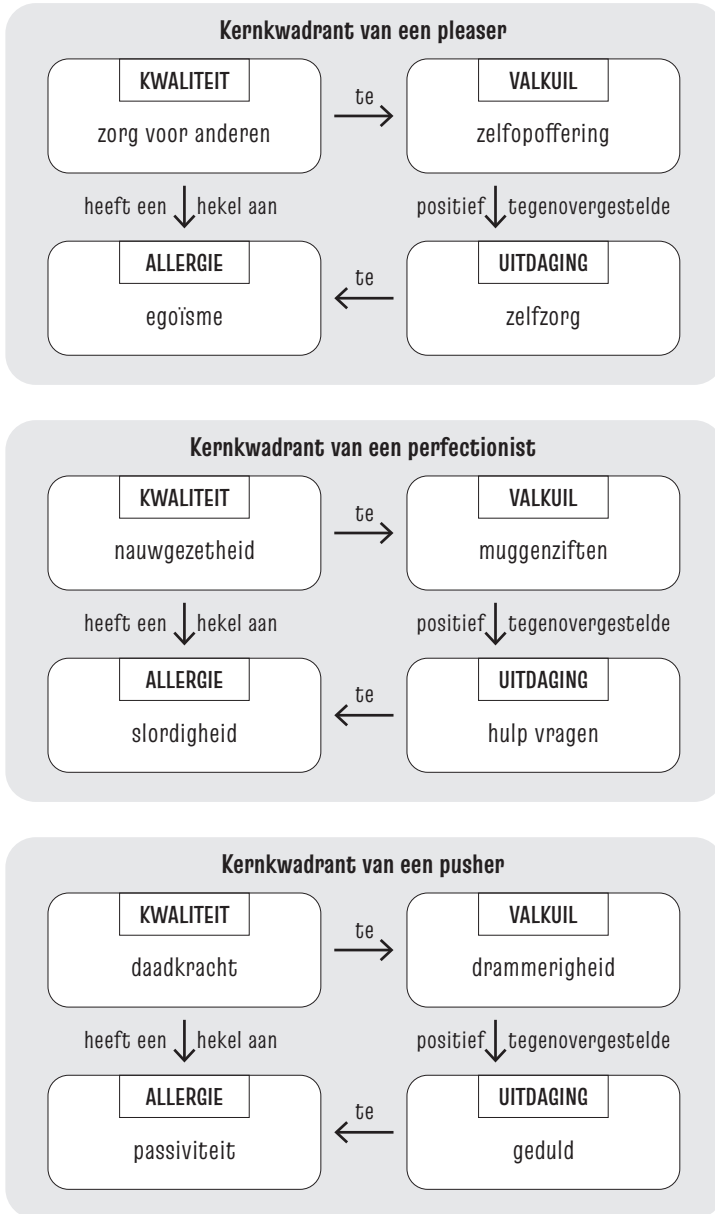 Kernkwadrant van een pleaser
KWALITEIT
zorg voor anderen
te
VALKUIL
zelfopoffering
heeft een hekel aan
positief tegenovergestelde
ALLERGIE
egoïsme
te
UITDAGING
zelfzorg
Kernkwadrant van een perfectionist
KWALITEIT
nauwgezetheid
te
VALKUIL
muggenziften
heeft een hekel aan
positief tegenovergestelde
ALLERGIE
slordigheid
te
UITDAGING
hulp vragen
Kernkwadrant van een pusher
KWALITEIT
daadkracht
te
VALKUIL
drammerigheid
heeft een hekel aan
positief tegenovergestelde
ALLERGIE
passiviteit
te
UITDAGING
geduld